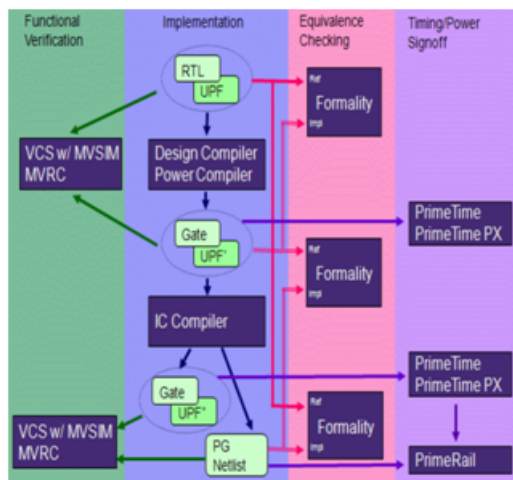 Functional
Verification
Implementation
Equivalence
Checking
Timing/Power
Signoff
RTL
UPF
Ref
Formality
Impl
VCS w/ MVSIM
MVRC
Design Compiler
Power Compiler
Gate
UPF'
PrimeTime
PrimeTime PX
Ref
Formality
Impl
IC Compiler
Gate
UPF"
PrimeTime
PrimeTime PX
Ref
Formality
Impl
VCS w/ MVSIM
MVRC
PG
Netlist
PrimeRail